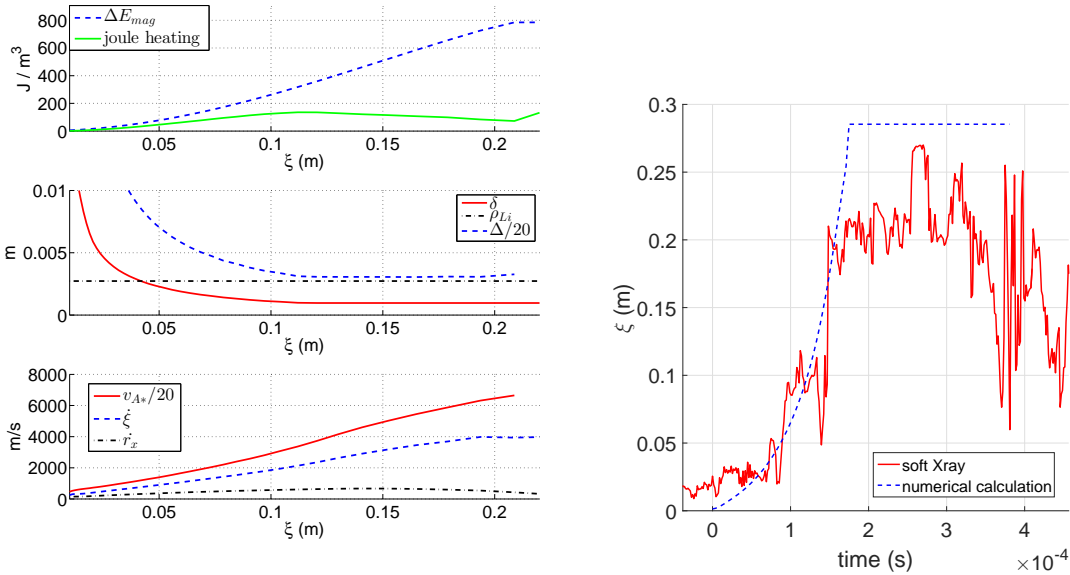 800
600
400
200
0
J / m³
ΔE_mag
joule heating
0.05
0.1
0.15
0.2
ξ (m)
0.01
0.005
0
m
δ
ρ_Li
Δ/20
0.05
0.1
0.15
0.2
ξ (m)
8000
6000
4000
2000
0
m/s
v_A*/20
ξ̇
ṙ_x
0.05
0.1
0.15
0.2
ξ (m)
0.3
0.25
0.2
0.15
0.1
0.05
0
ξ (m)
soft Xray
numerical calculation
0
1
2
3
4
time (s)
×10⁻⁴